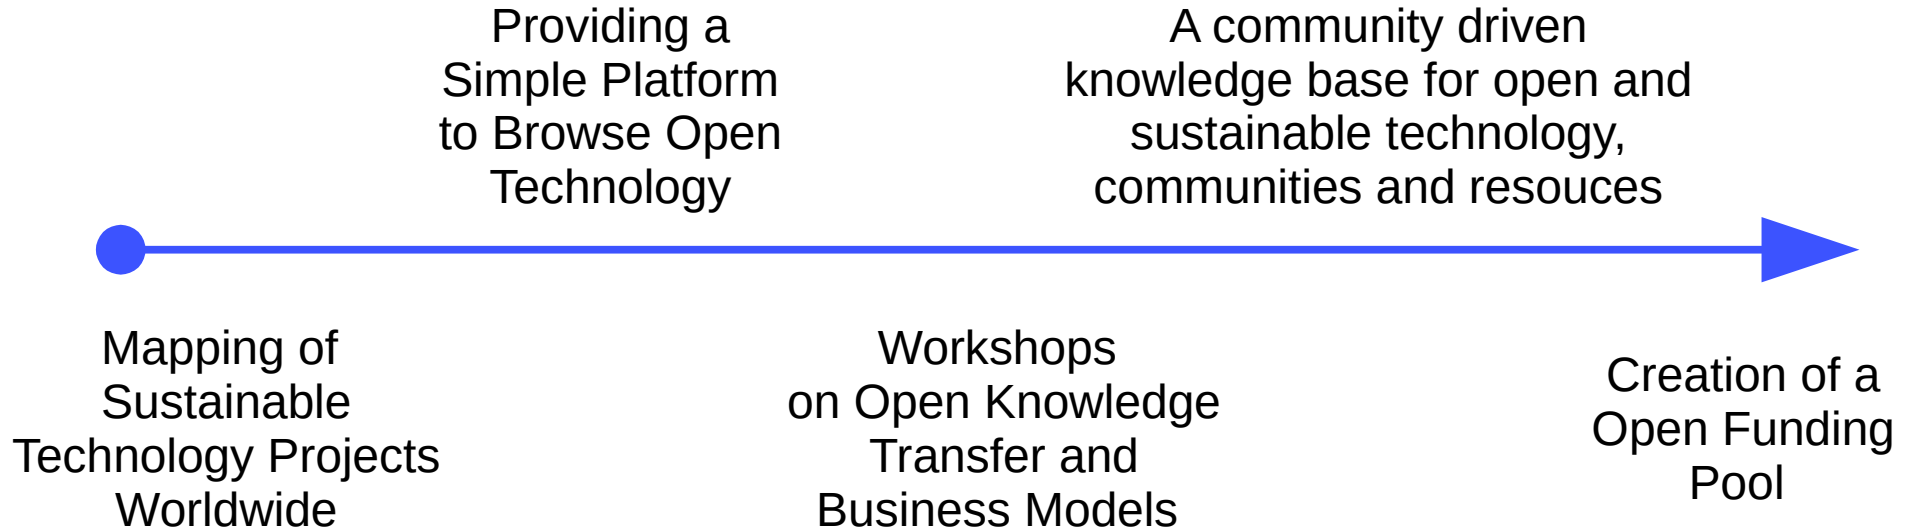 Providing a
Simple Platform
to Browse Open
Technology
A community driven
knowledge base for open and
sustainable technology,
communities and resouces
Mapping of
Sustainable
Technology Projects
Worldwide
Workshops
on Open Knowledge
Transfer and
Business Models
Creation of a
Open Funding
Pool